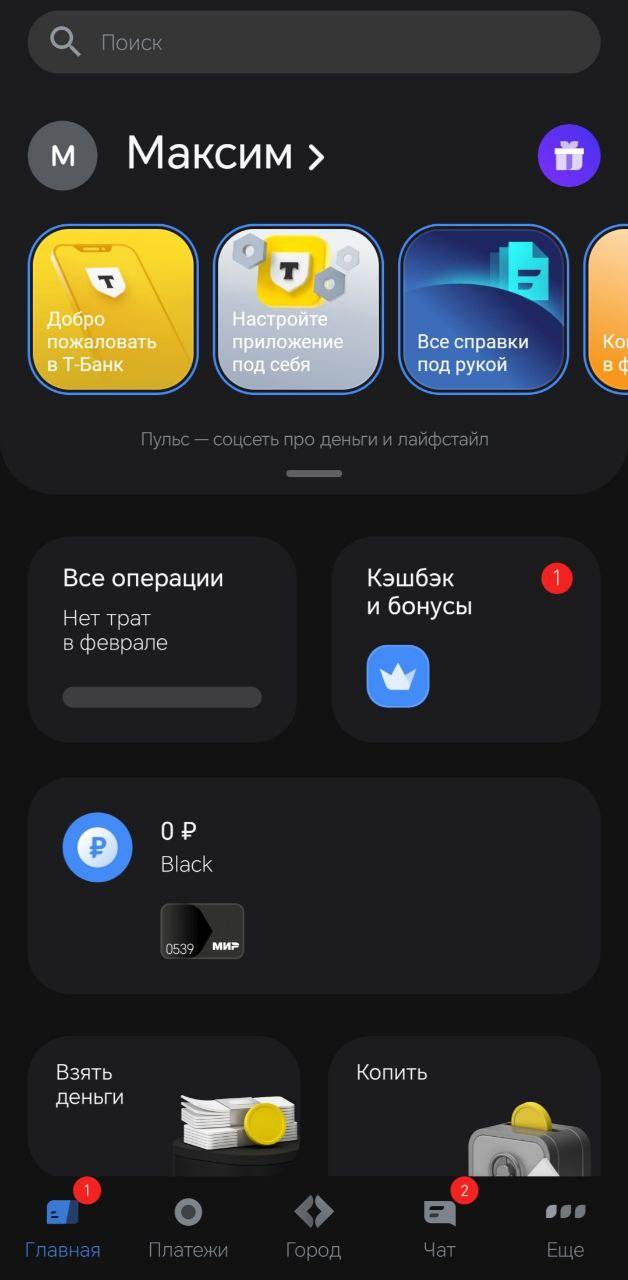 Поиск
М
Максим
Добро
пожаловать
в Т-Банк
Т
Настройте
приложение
под себя
Все справки
под рукой
Пульс — соцсеть про деньги и лайфстайл
Все операции
Нет трат
в феврале
Кэшбэк
и бонусы
1
0 ₽
Black
0539 МИР
Взять
деньги
Копить
1
2
Главная
Платежи
Город
Чат
Еще